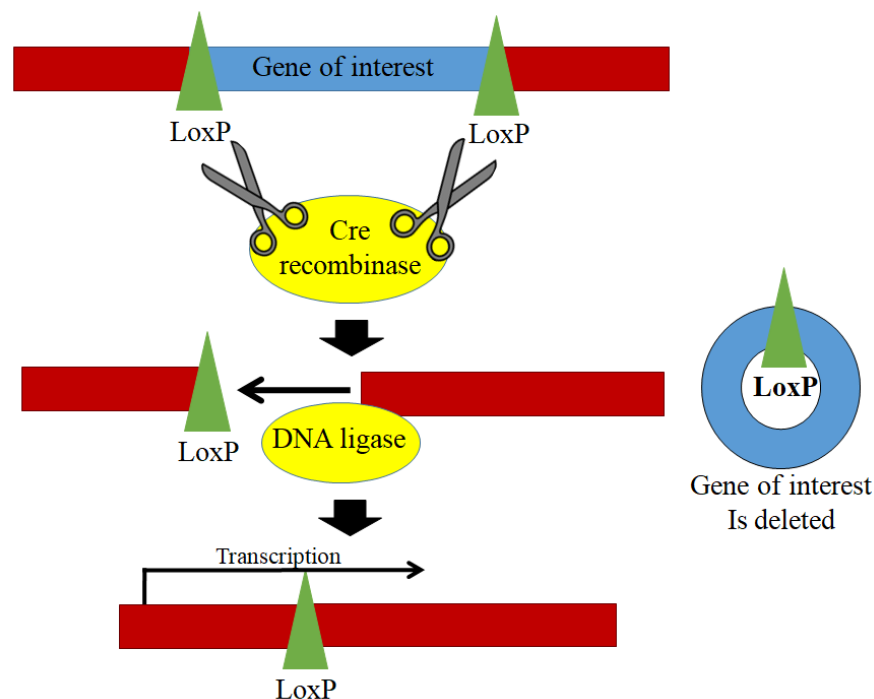 Gene of interest
LoxP
LoxP
Cre
recombinase
LoxP
DNA ligase
LoxP
Gene of interest
Is deleted
Transcription
LoxP